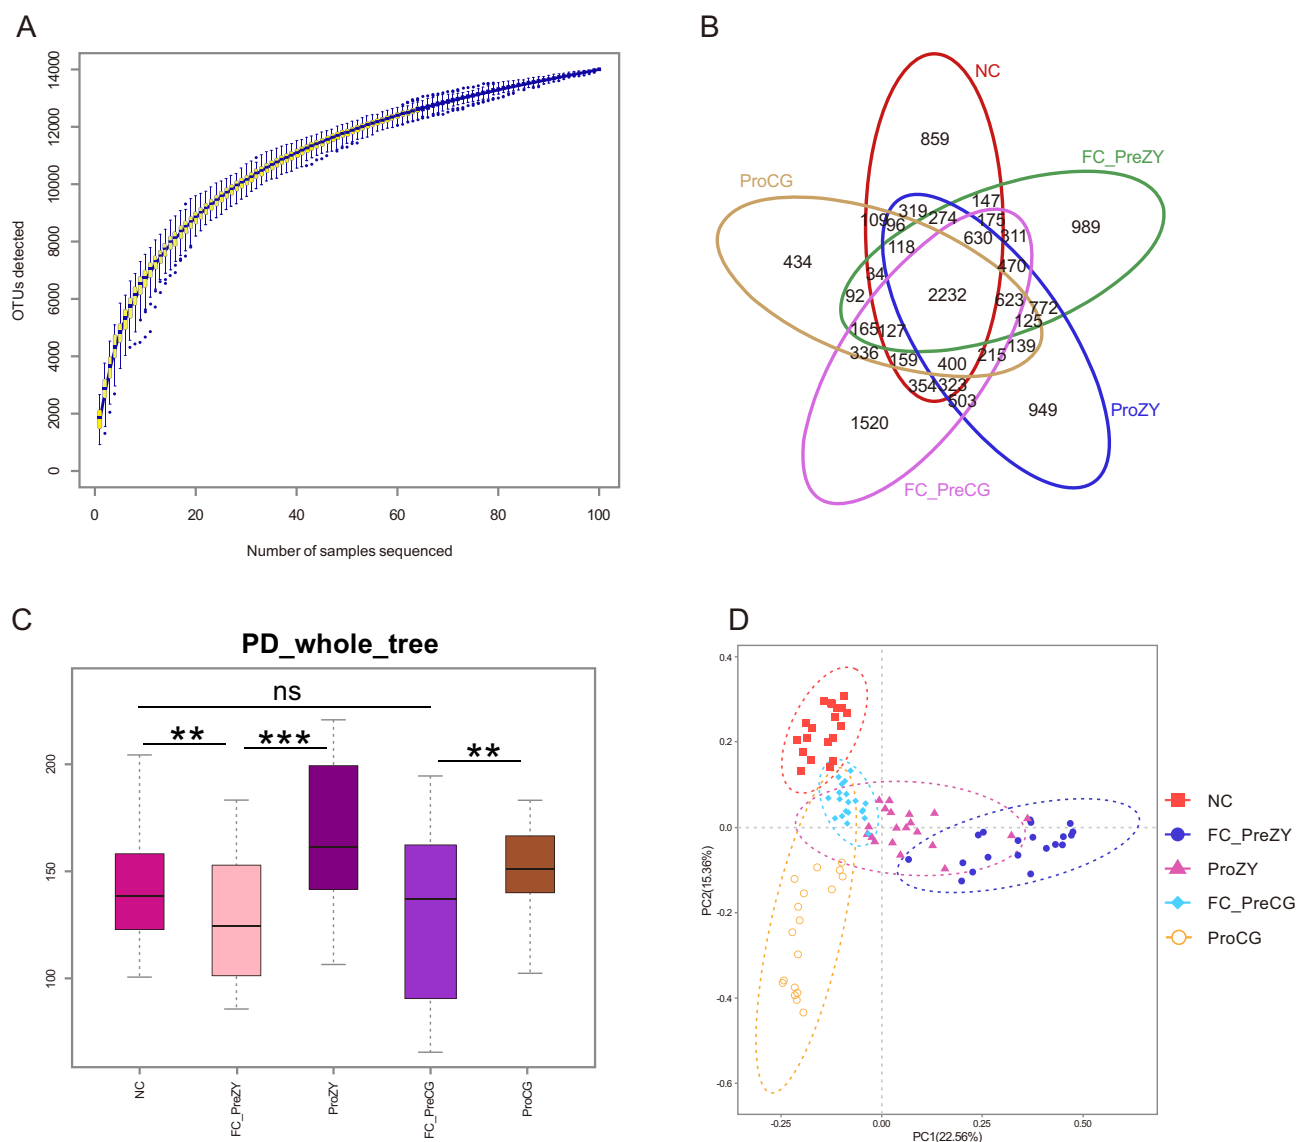 A
14000
12000
10000
8000
6000
4000
2000
0
OTUs detected
0 20 40 60 80 100
Number of samples sequenced
B
NC
FC_PreZY
ProCG
ProZY
FC_PreCG
859
147
989
319
274
175
109
96
311
630
118
434
470
34
92
2232
623
772
125
165
127
139
336
159
400
215
354
323
503
1520
949
C
PD_whole_tree
ns
** *** **
200
150
100
NC
FC_PreZY
ProZY
FC_PreCG
ProCG
D
0.4
0.2
0.0
-0.2
-0.4
-0.6
PC2(15.36%)
-0.25 0.00 0.25 0.50
PC1(22.56%)
NC
FC_PreZY
ProZY
FC_PreCG
ProCG